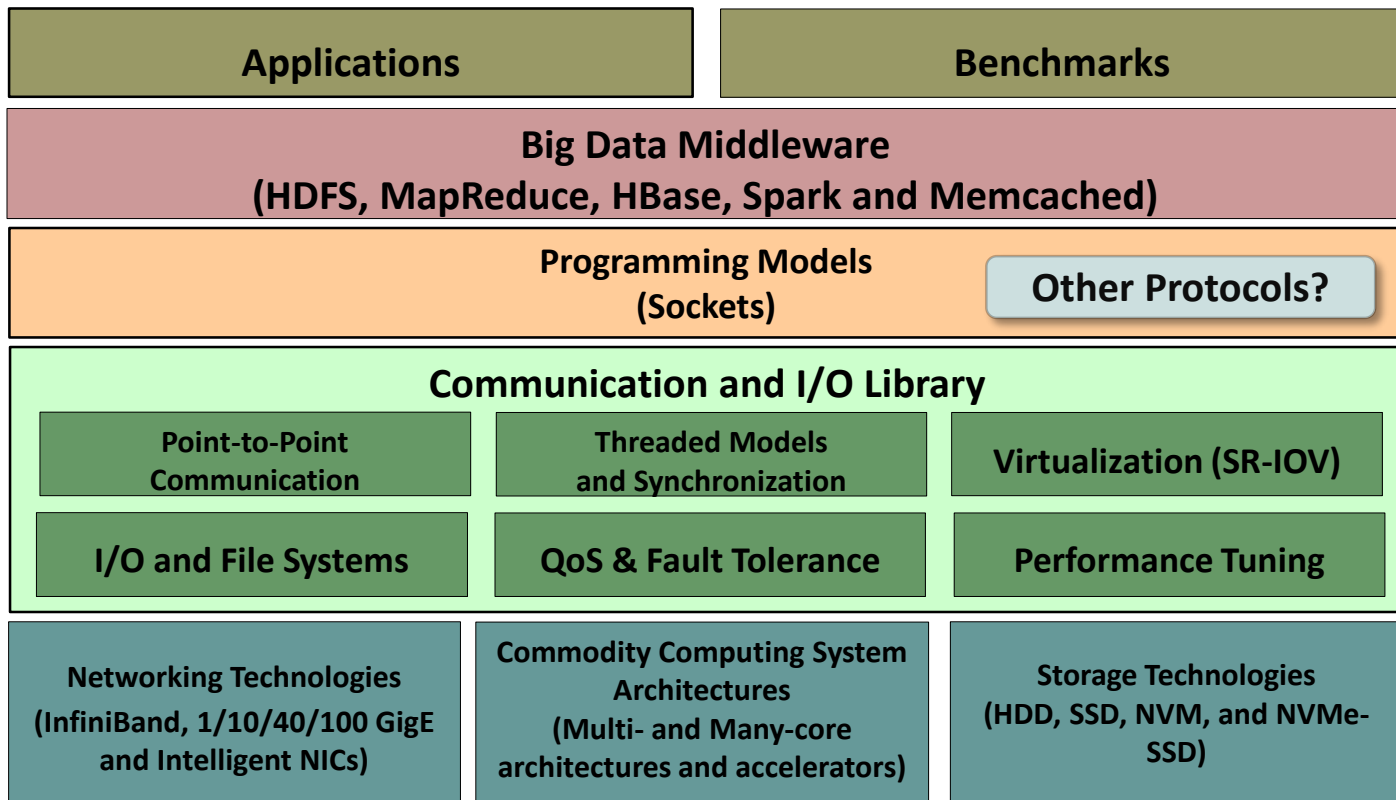 Applications
Benchmarks
Big Data Middleware
(HDFS, MapReduce, HBase, Spark and Memcached)
Programming Models
(Sockets)
Other Protocols?
Communication and I/O Library
Point-to-Point
Communication
Threaded Models
and Synchronization
Virtualization (SR-IOV)
I/O and File Systems
QoS & Fault Tolerance
Performance Tuning
Networking Technologies
(InfiniBand, 1/10/40/100 GigE
and Intelligent NICs)
Commodity Computing System
Architectures
(Multi- and Many-core
architectures and accelerators)
Storage Technologies
(HDD, SSD, NVM, and NVMe-
SSD)